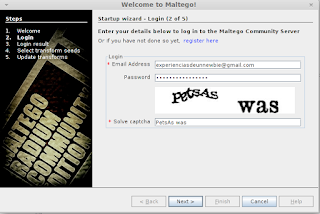 Welcome to Maltego!
Steps
1. Welcome
2. Login
3. Login result
4. Select transform seeds
5. Update transforms
Startup wizard - Login (2 of 5)
Enter your details below to log in to the Maltego Community Server
Or if you have not done so yet, register here
Login
* Email Address experienciasdeunnewbie@gmail.com
* Password ****************
PetsAs was
* Solve captcha PetsAs was
< Back Next > Finish Cancel Help